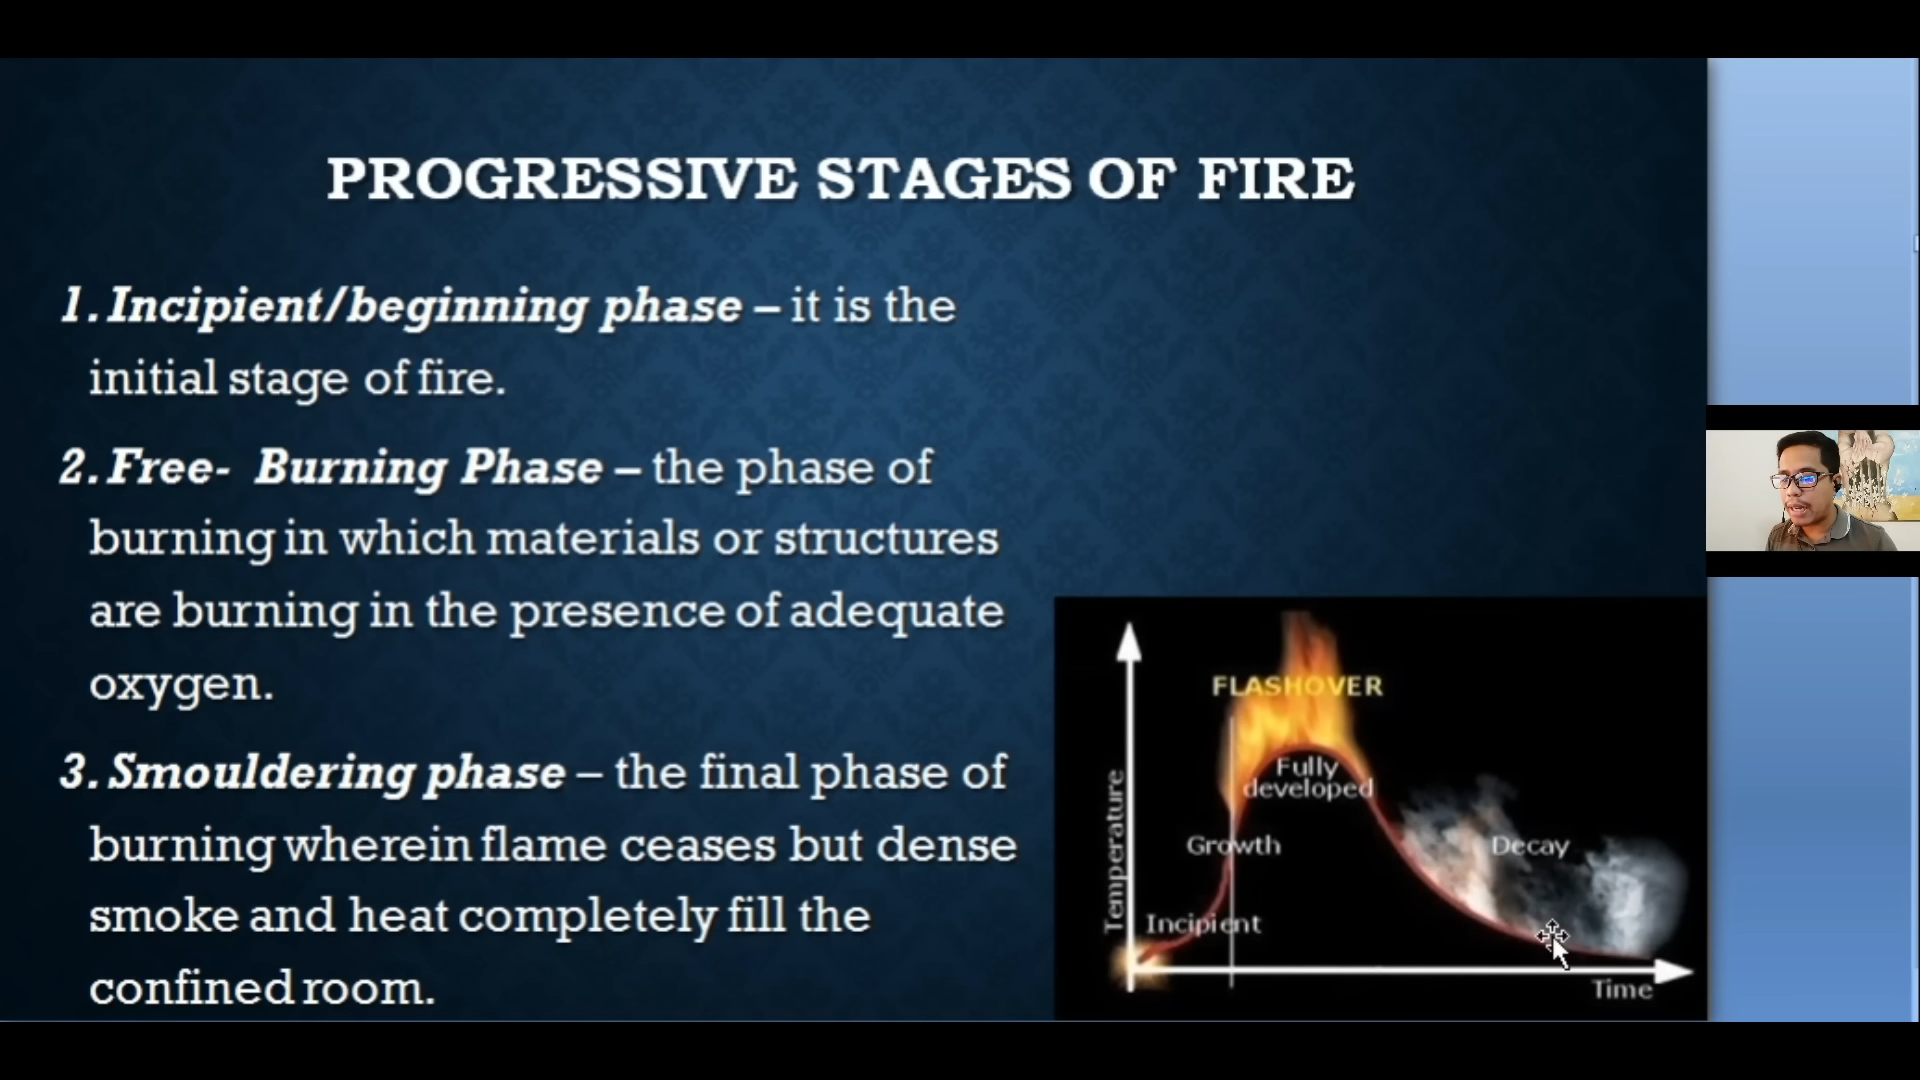 PROGRESSIVE STAGES OF FIRE
1. Incipient/beginning phase – it is the
initial stage of fire.
2. Free- Burning Phase – the phase of
burning in which materials or structures
are burning in the presence of adequate
oxygen.
3. Smouldering phase – the final phase of
burning wherein flame ceases but dense
smoke and heat completely fill the
confined room.
FLASHOVER
Fully
developed
Growth
Decay
Incipient
Temperature
Time